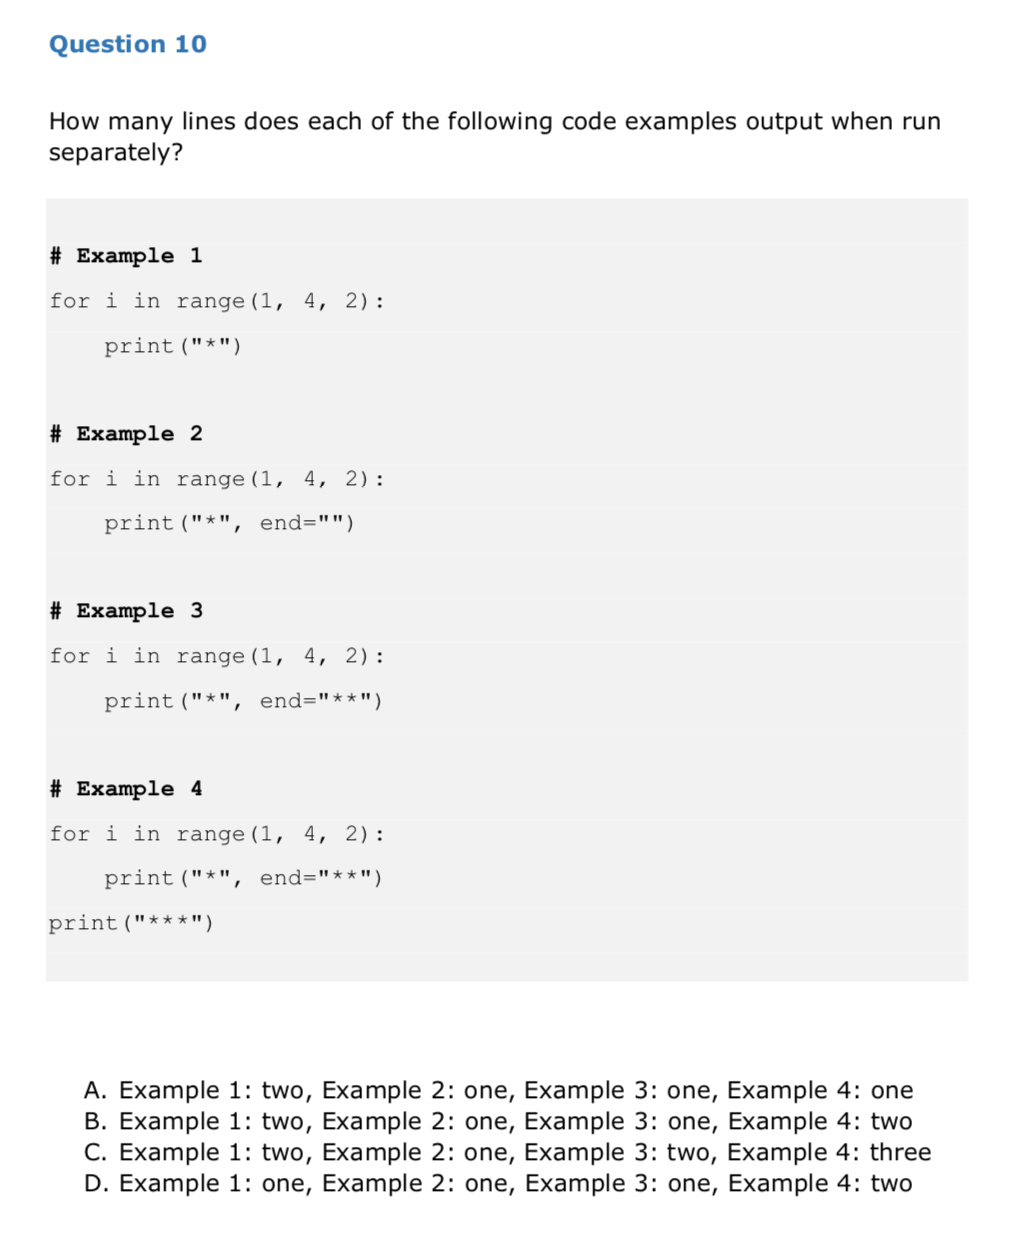 Question 10
How many lines does each of the following code examples output when run
separately?
# Example 1
for i in range(1, 4, 2):
    print("*")
# Example 2
for i in range(1, 4, 2):
    print("*", end="")
# Example 3
for i in range(1, 4, 2):
    print("*", end="**")
# Example 4
for i in range(1, 4, 2):
    print("*", end="**")
print("***")
A. Example 1: two, Example 2: one, Example 3: one, Example 4: one
B. Example 1: two, Example 2: one, Example 3: one, Example 4: two
C. Example 1: two, Example 2: one, Example 3: two, Example 4: three
D. Example 1: one, Example 2: one, Example 3: one, Example 4: two